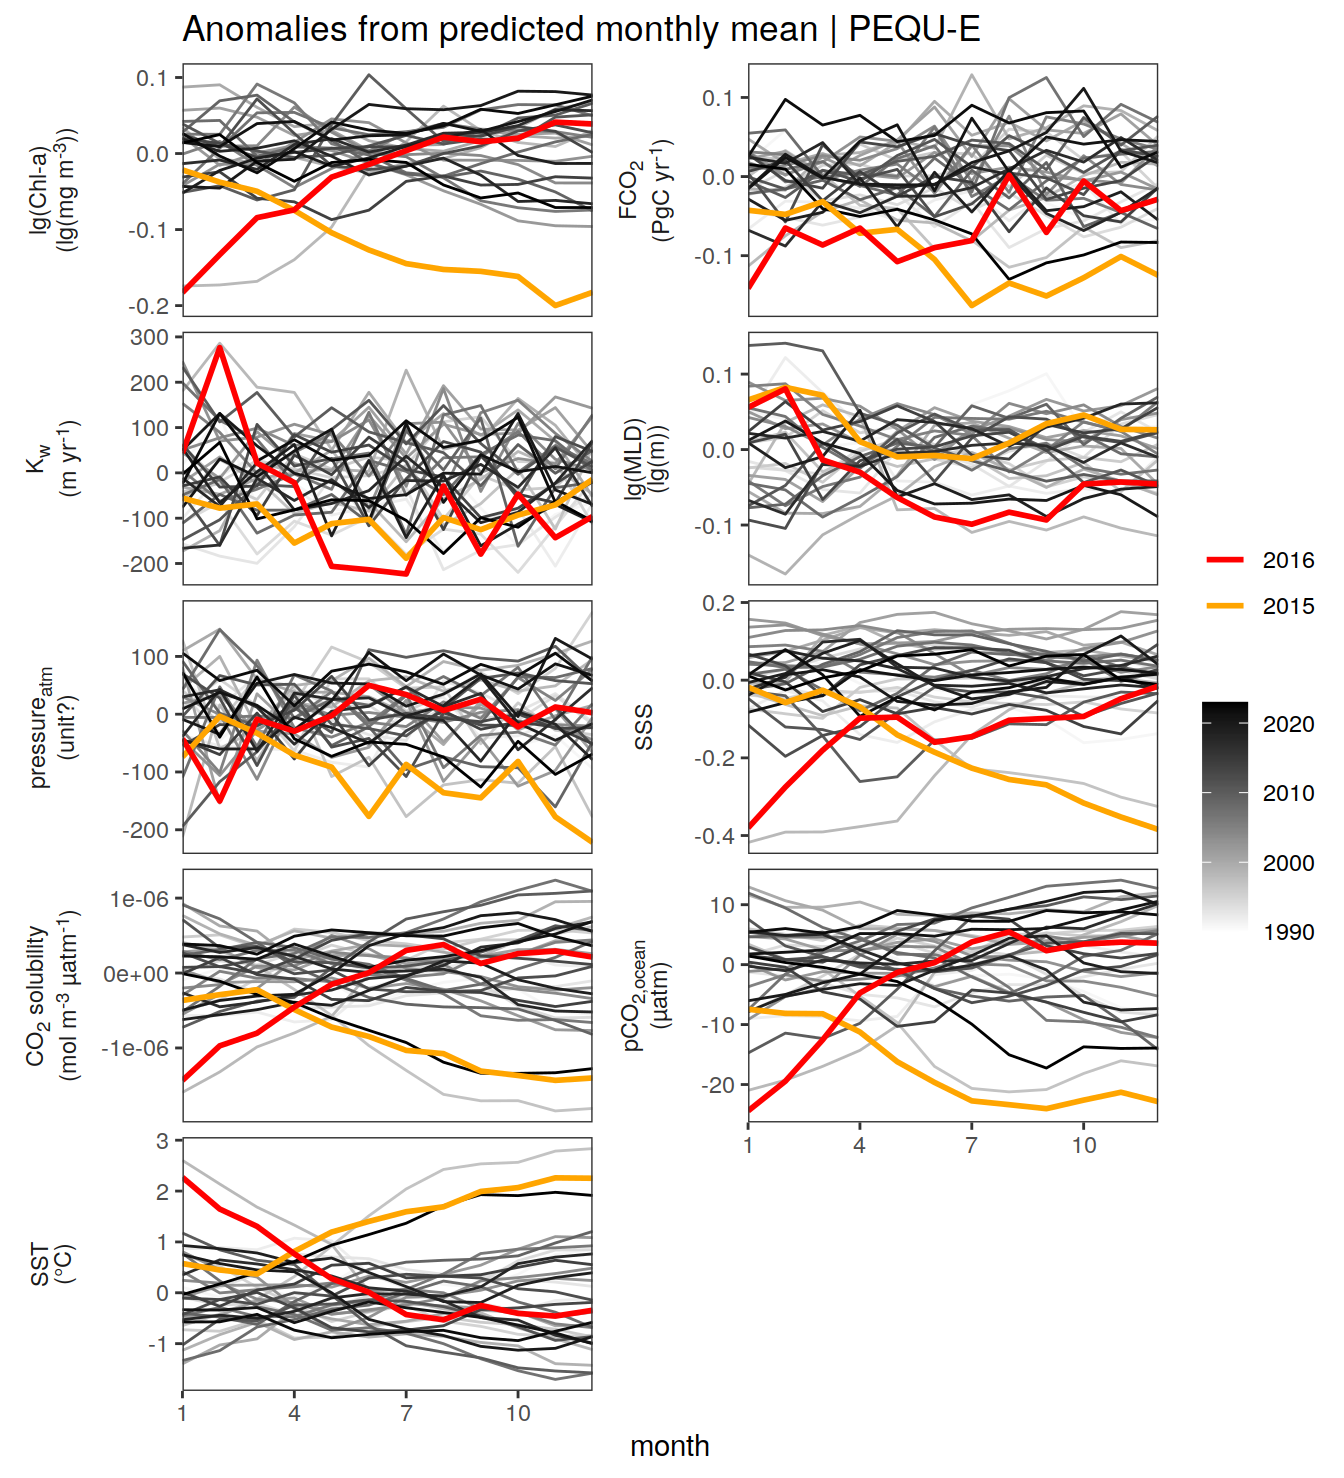 Anomalies from predicted monthly mean | PEQU-E
lg(Chl-a)
(lg(mg m⁻³))
0.1
0.0
-0.1
-0.2
FCO₂
(PgC yr⁻¹)
0.1
0.0
-0.1
K_w
(m yr⁻¹)
300
200
100
0
-100
-200
lg(MLD)
(lg(m))
0.1
0.0
-0.1
pressure_atm
(unit?)
100
0
-100
-200
SSS
0.2
0.0
-0.2
-0.4
CO₂ solubility
(mol m⁻³ µatm⁻¹)
1e-06
0e+00
-1e-06
pCO₂,ocean
(µatm)
10
0
-10
-20
1 4 7 10
SST
(°C)
3
2
1
0
-1
1 4 7 10
month
2016
2015
2020
2010
2000
1990